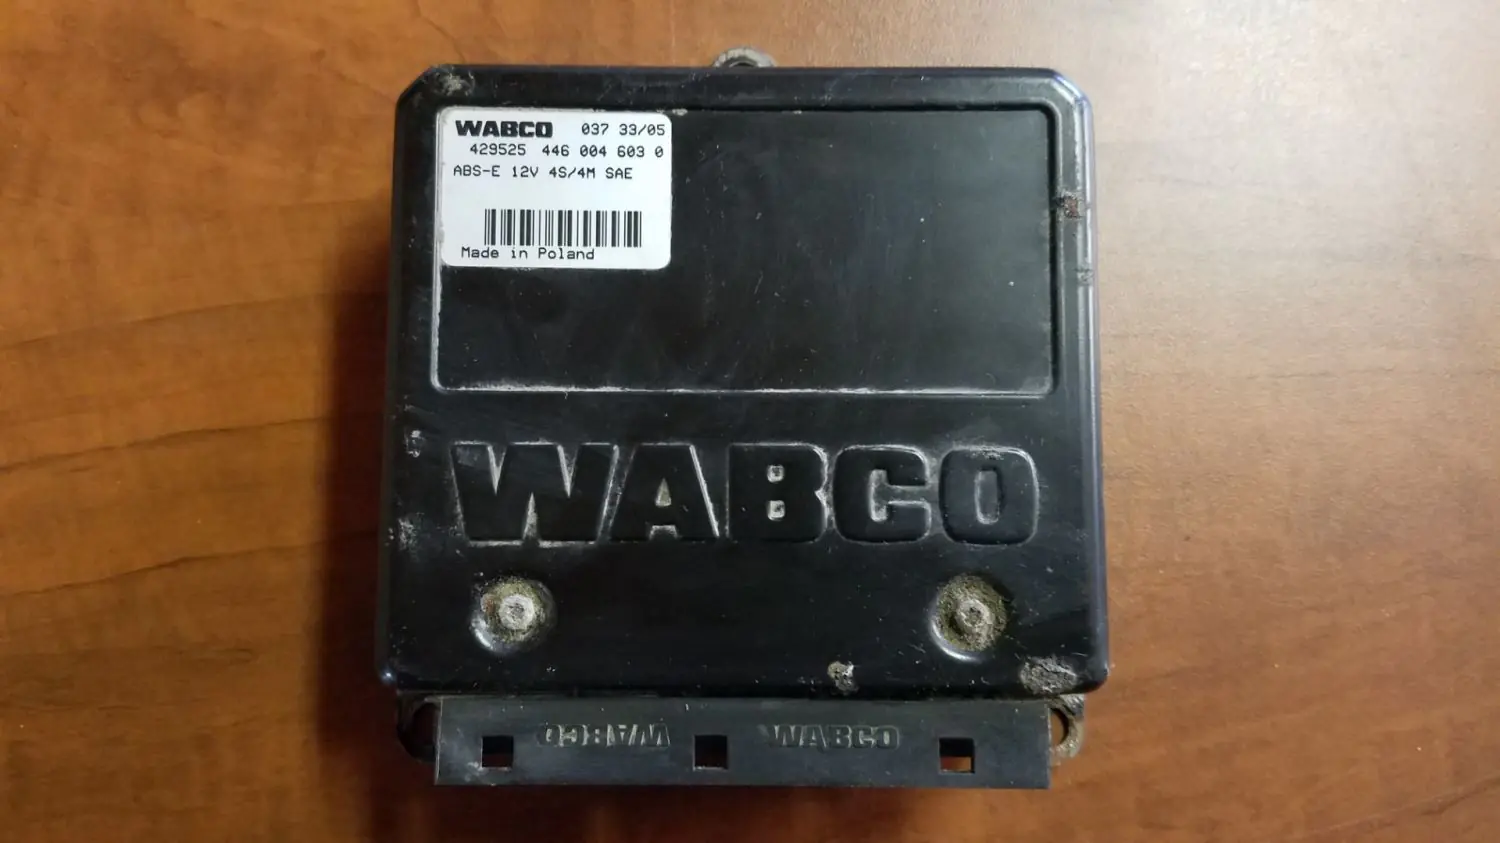 WABCO 037 33/05
429525 446 004 603 0
ABS-E 12V 4S/4M SAE
Made in Poland
WABCO
WABCO WABCO